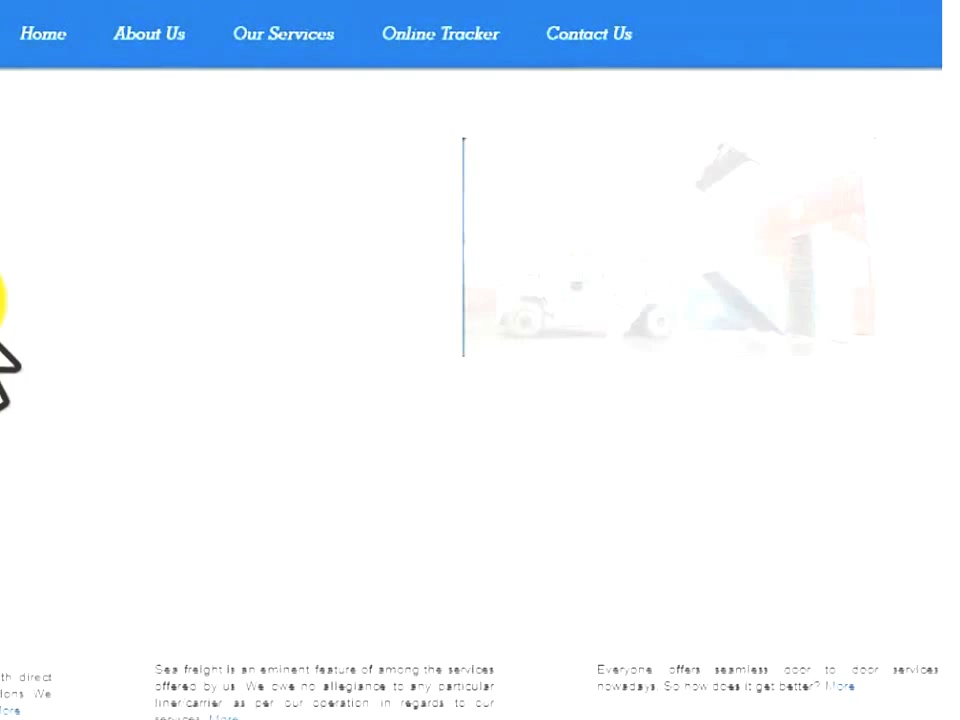 Home About Us Our Services Online Tracker Contact Us
th direct
We
More
Sea freight is an eminent feature of among the services
offered by us. We owe no allegiance to any particular
liner/carrier as per our operation in regards to our
services. More
Everyone offers seamless door to door services
nowadays. So how does it get better? More